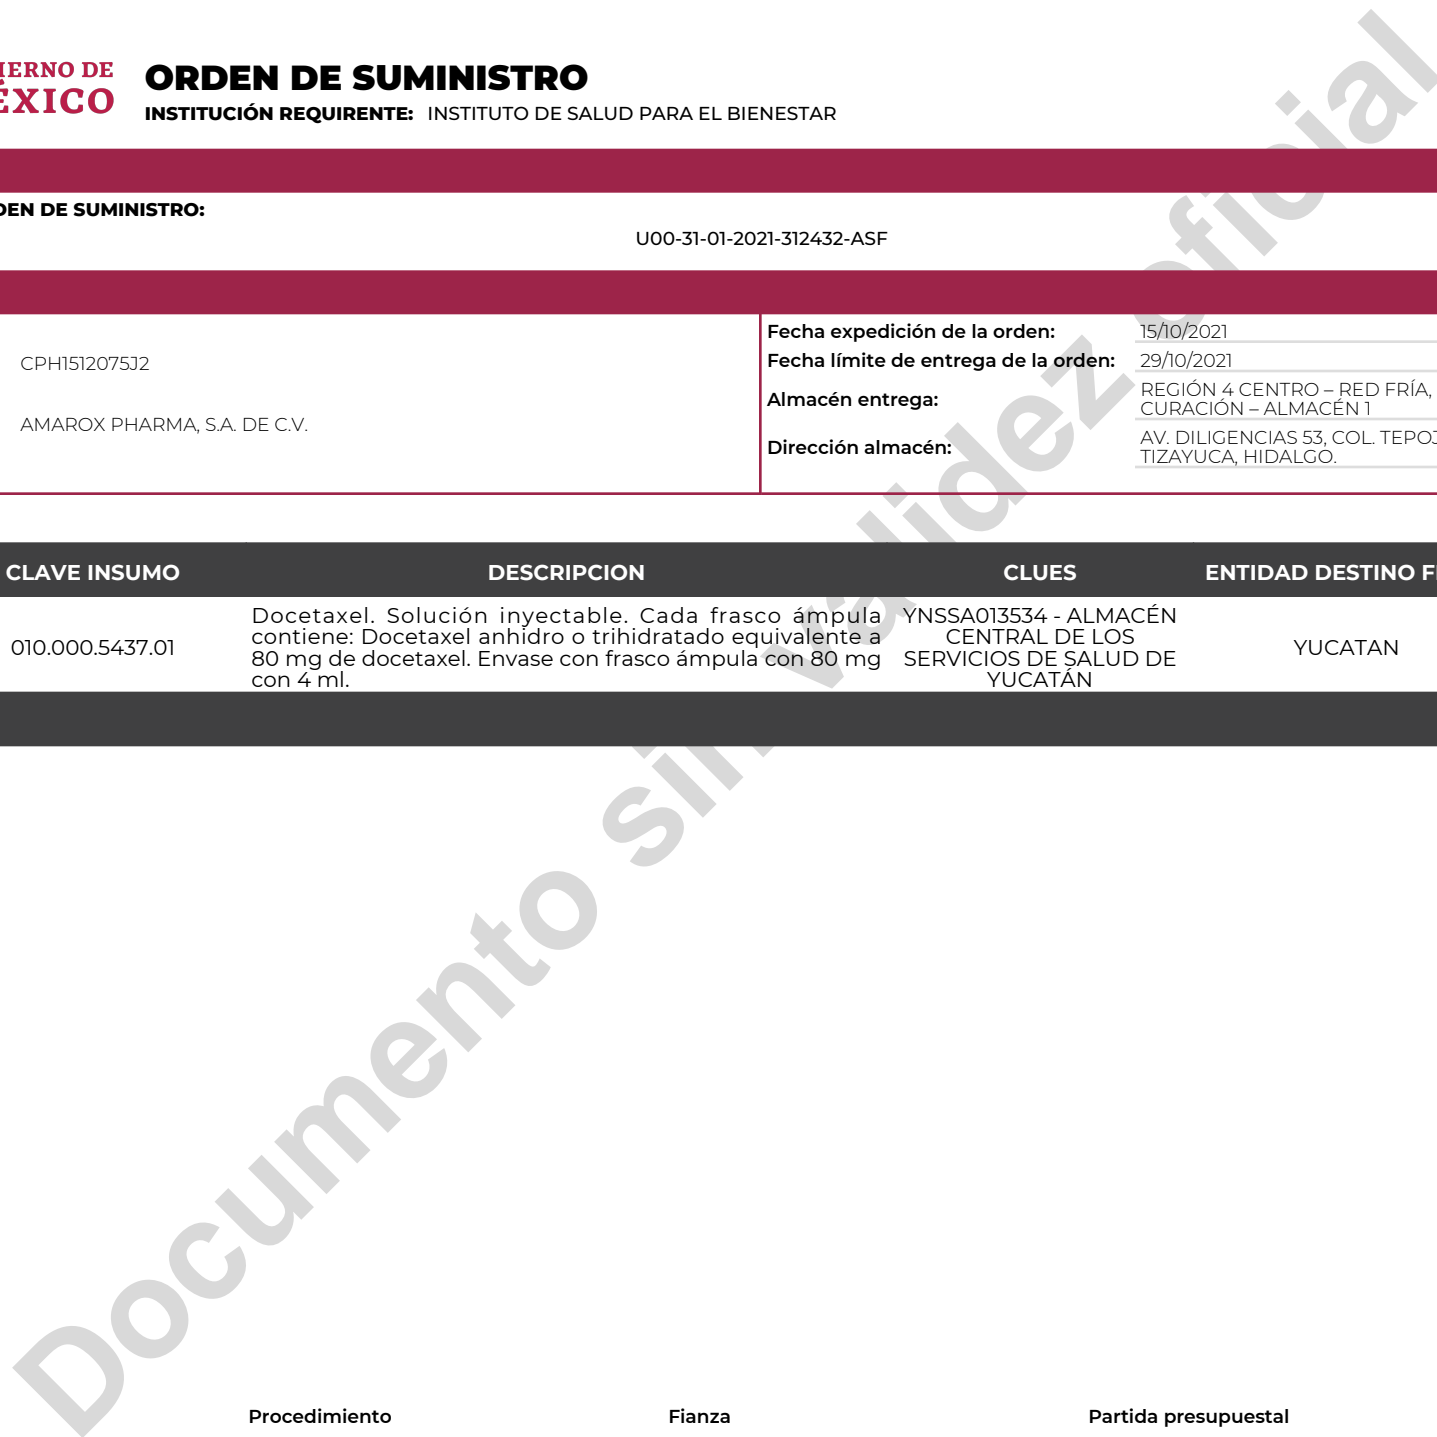 IERNO DE
ÉXICO
ORDEN DE SUMINISTRO
INSTITUCIÓN REQUIRENTE: INSTITUTO DE SALUD PARA EL BIENESTAR
DEN DE SUMINISTRO:
U00-31-01-2021-312432-ASF
CPH1512075J2
AMAROX PHARMA, S.A. DE C.V.
Fecha expedición de la orden: 15/10/2021
Fecha límite de entrega de la orden: 29/10/2021
Almacén entrega: REGIÓN 4 CENTRO – RED FRÍA,
CURACIÓN – ALMACÉN 1
Dirección almacén: AV. DILIGENCIAS 53, COL. TEPOJ
TIZAYUCA, HIDALGO.
CLAVE INSUMO DESCRIPCION CLUES ENTIDAD DESTINO F
010.000.5437.01
Docetaxel. Solución inyectable. Cada frasco ámpula
contiene: Docetaxel anhidro o trihidratado equivalente a
80 mg de docetaxel. Envase con frasco ámpula con 80 mg
con 4 ml.
YNSSA013534 - ALMACÉN
CENTRAL DE LOS
SERVICIOS DE SALUD DE
YUCATÁN
YUCATAN
Documento sin validez oficial
Procedimiento Fianza Partida presupuestal